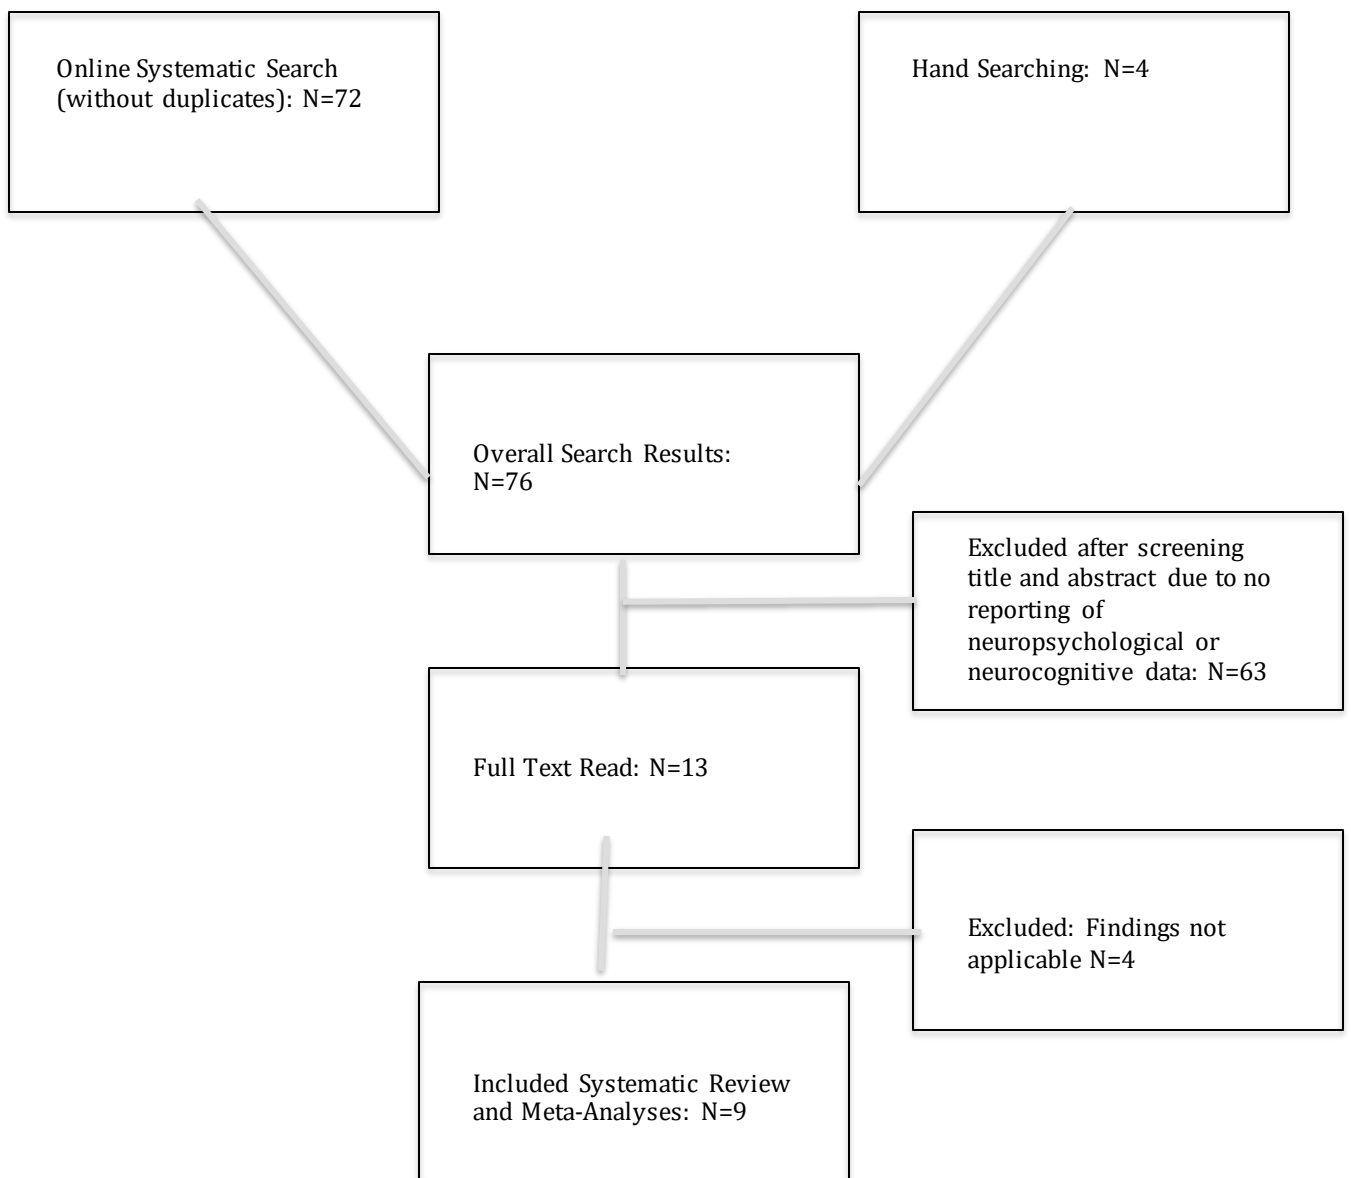 Online Systematic Search
(without duplicates): N=72
Hand Searching: N=4
Overall Search Results:
N=76
Excluded after screening
title and abstract due to no
reporting of
neuropsychological or
neurocognitive data: N=63
Full Text Read: N=13
Excluded: Findings not
applicable N=4
Included Systematic Review
and Meta-Analyses: N=9